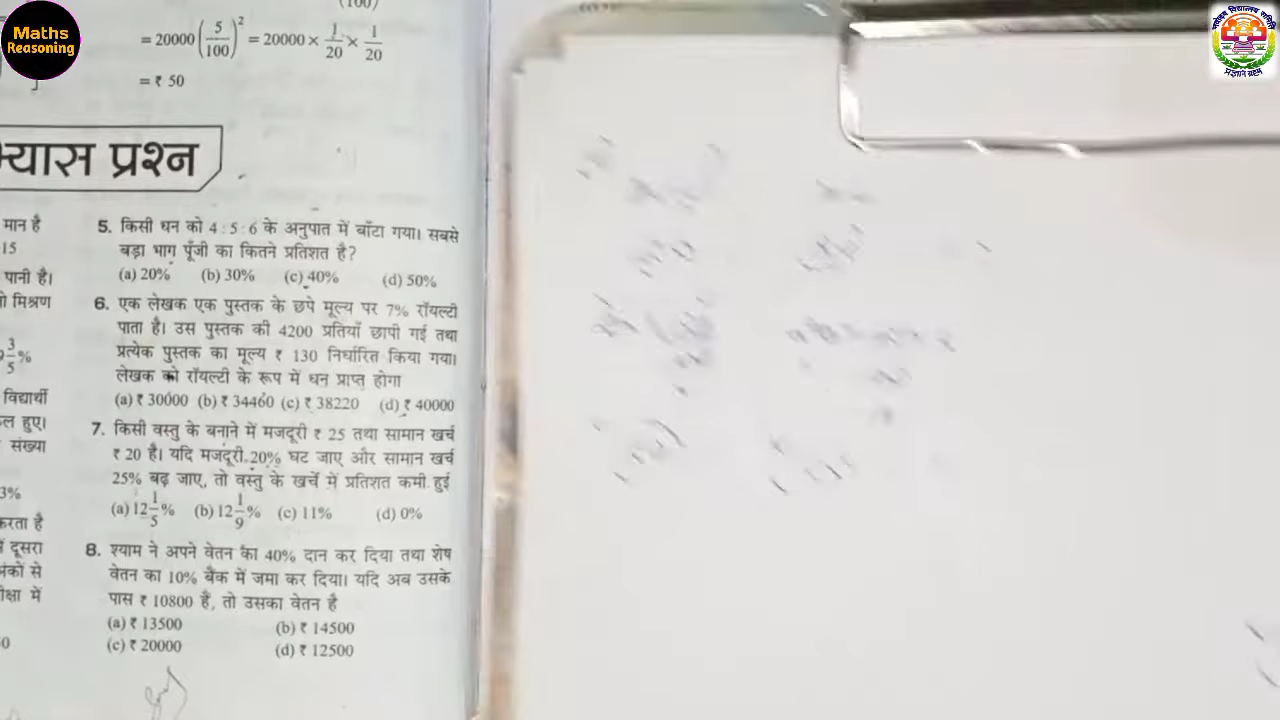 Maths
Reasoning
(100)
= 20000 (5/100)² = 20000 × 1/20 × 1/20
= ₹ 50
भ्यास प्रश्न
मान है
15
पानी है।
मिश्रण
3/5%
विद्यार्थी
हुए।
संख्या
3%
करता है
दूसरा
अंकों से
में
0
5. किसी धन को 4 : 5 : 6 के अनुपात में बाँटा गया। सबसे
बड़ा भाग पूँजी का कितने प्रतिशत है?
(a) 20% (b) 30% (c) 40% (d) 50%
6. एक लेखक एक पुस्तक के छपे मूल्य पर 7% रॉयल्टी
पाता है। उस पुस्तक की 4200 प्रतियाँ छापी गई तथा
प्रत्येक पुस्तक का मूल्य ₹ 130 निर्धारित किया गया।
लेखक को रॉयल्टी के रूप में धन प्राप्त होगा
(a) ₹ 30000 (b) ₹ 34460 (c) ₹ 38220 (d) ₹ 40000
7. किसी वस्तु के बनाने में मजदूरी ₹ 25 तथा सामान खर्च
₹ 20 है। यदि मजदूरी 20% घट जाए और सामान खर्च
25% बढ़ जाए, तो वस्तु के खर्चे में प्रतिशत कमी हुई
(a) 12 1/5% (b) 12 1/9% (c) 11% (d) 0%
8. श्याम ने अपने वेतन का 40% दान कर दिया तथा शेष
वेतन का 10% बैंक में जमा कर दिया। यदि अब उसके
पास ₹ 10800 हैं, तो उसका वेतन है
(a) ₹ 13500 (b) ₹ 14500
(c) ₹ 20000 (d) ₹ 12500